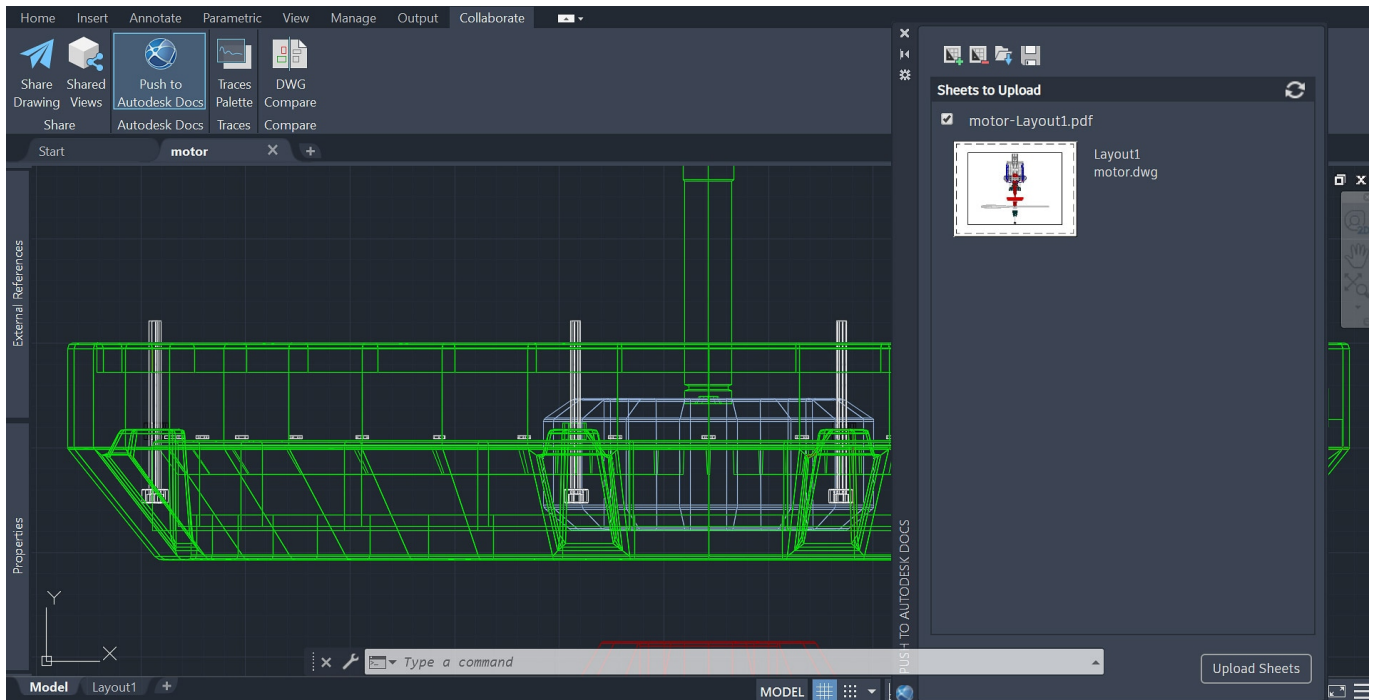 Home Insert Annotate Parametric View Manage Output Collaborate
Share Drawing
Shared Views
Push to Autodesk Docs
Traces Palette
DWG Compare
Share Autodesk Docs Traces Compare
Start motor
External References
Properties
Y
X
Type a command
Model Layout1
MODEL
PUSH TO AUTODESK DOCS
Sheets to Upload
motor-Layout1.pdf
Layout1
motor.dwg
Upload Sheets